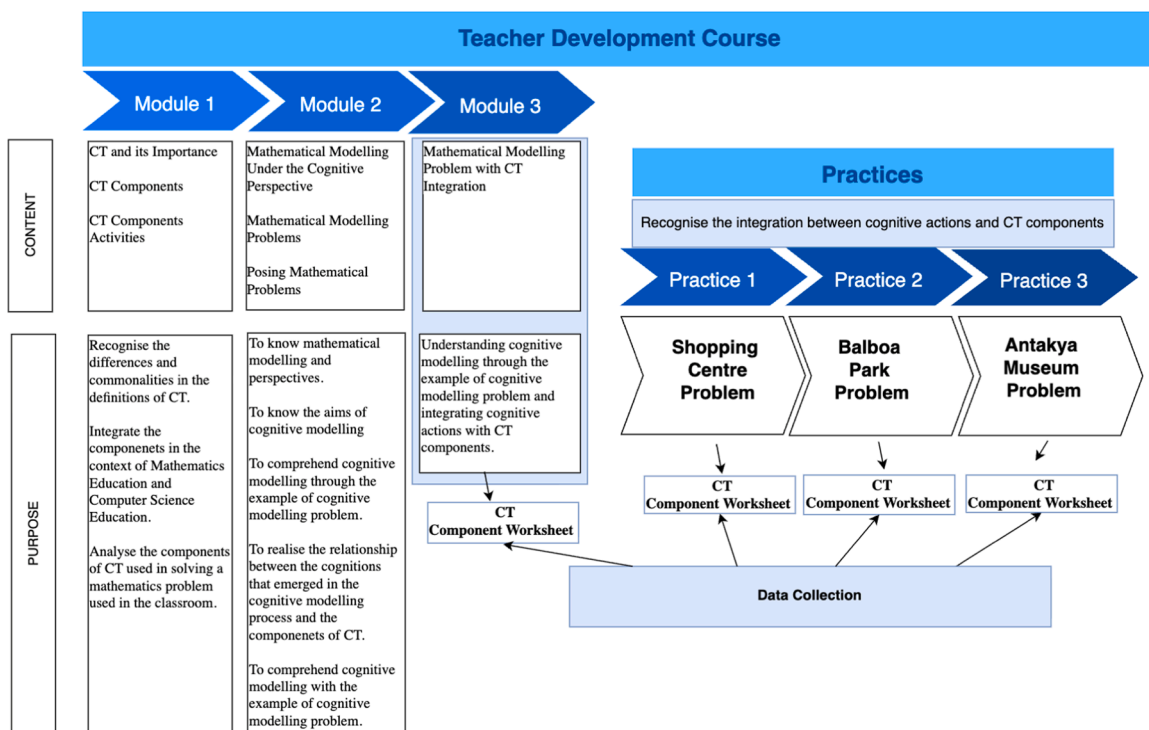 Teacher Development Course
Module 1
Module 2
Module 3
CONTENT
CT and its Importance
CT Components
CT Components
Activities
Mathematical Modelling
Under the Cognitive
Perspective
Mathematical Modelling
Problems
Posing Mathematical
Problems
Mathematical Modelling
Problem with CT
Integration
PURPOSE
Recognise the
differences and
commonalities in the
definitions of CT.
Integrate the
componenets in the
context of Mathematics
Education and
Computer Science
Education.
Analyse the components
of CT used in solving a
mathematics problem
used in the classroom.
To know mathematical
modelling and
perspectives.
To know the aims of
cognitive modelling
To comprehend cognitive
modelling through the
example of cognitive
modelling problem.
To realise the relationship
between the cognitions
that emerged in the
cognitive modelling
process and the
componenets of CT.
To comprehend cognitive
modelling with the
example of cognitive
modelling problem.
Understanding cognitive
modelling through the
example of cognitive
modelling problem and
integrating cognitive
actions with CT
components.
CT
Component Worksheet
Practices
Recognise the integration between cognitive actions and CT components
Practice 1
Practice 2
Practice 3
Shopping
Centre
Problem
Balboa
Park
Problem
Antakya
Museum
Problem
CT
Component Worksheet
CT
Component Worksheet
CT
Component Worksheet
Data Collection